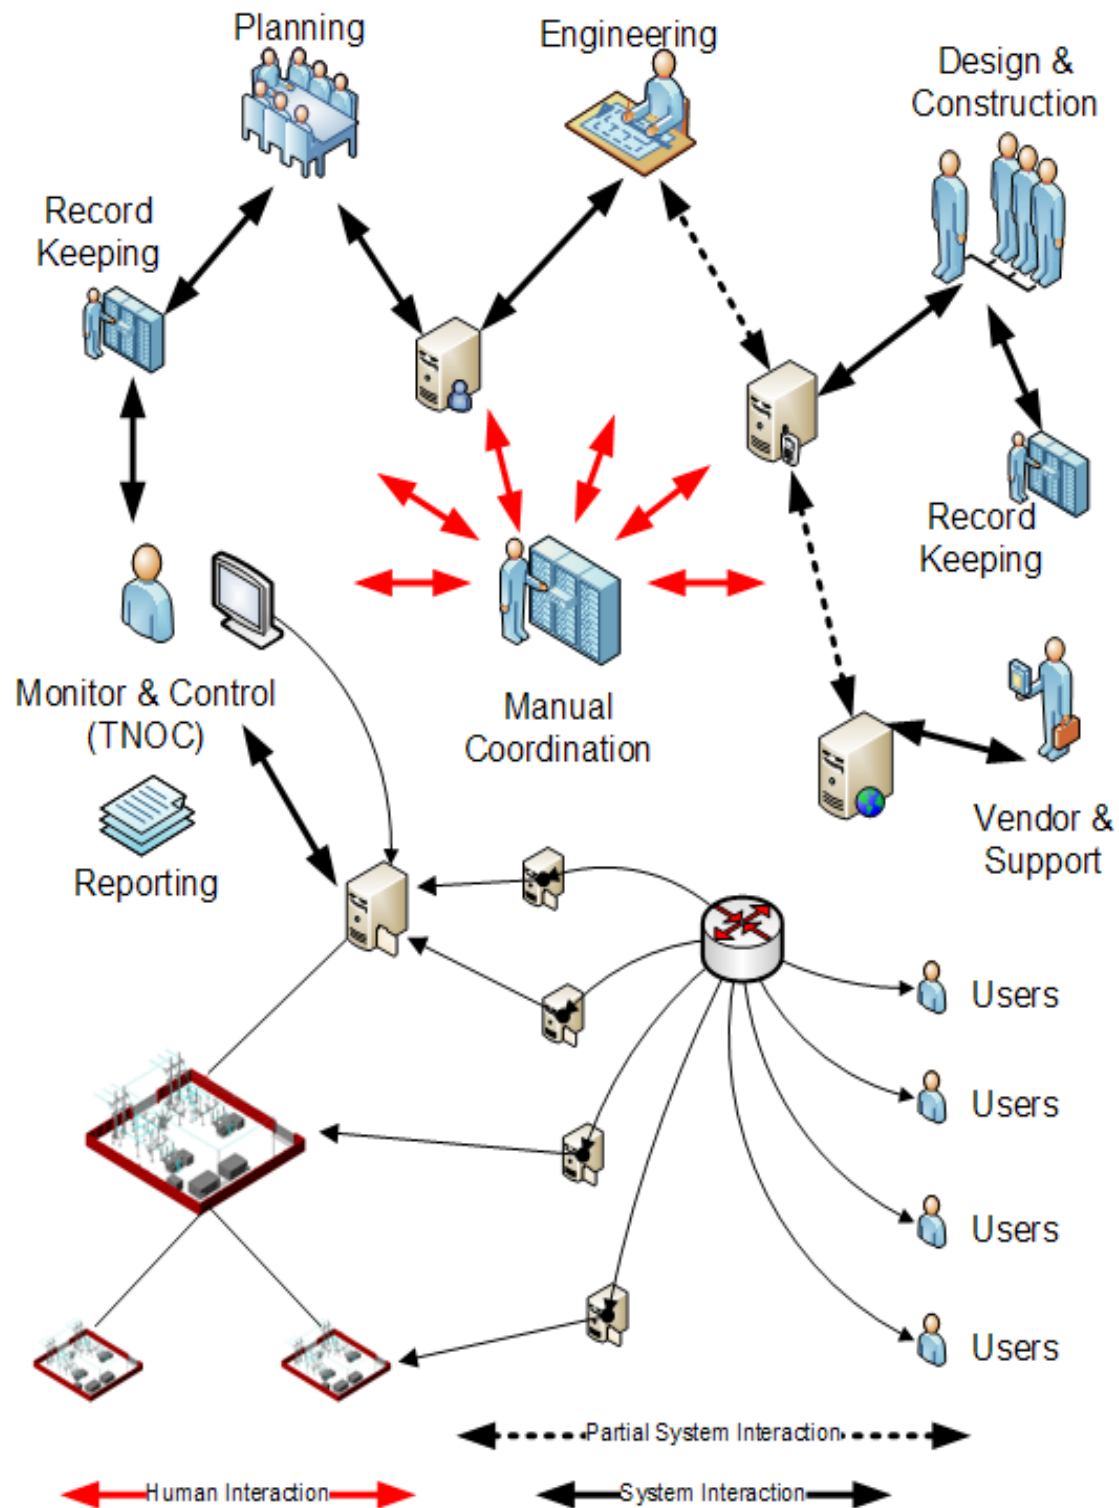 Planning
Engineering
Design &
Construction
Record
Keeping
Record
Keeping
Monitor & Control
(TNOC)
Manual
Coordination
Reporting
Vendor &
Support
Users
Users
Users
Users
Partial System Interaction
Human Interaction
System Interaction